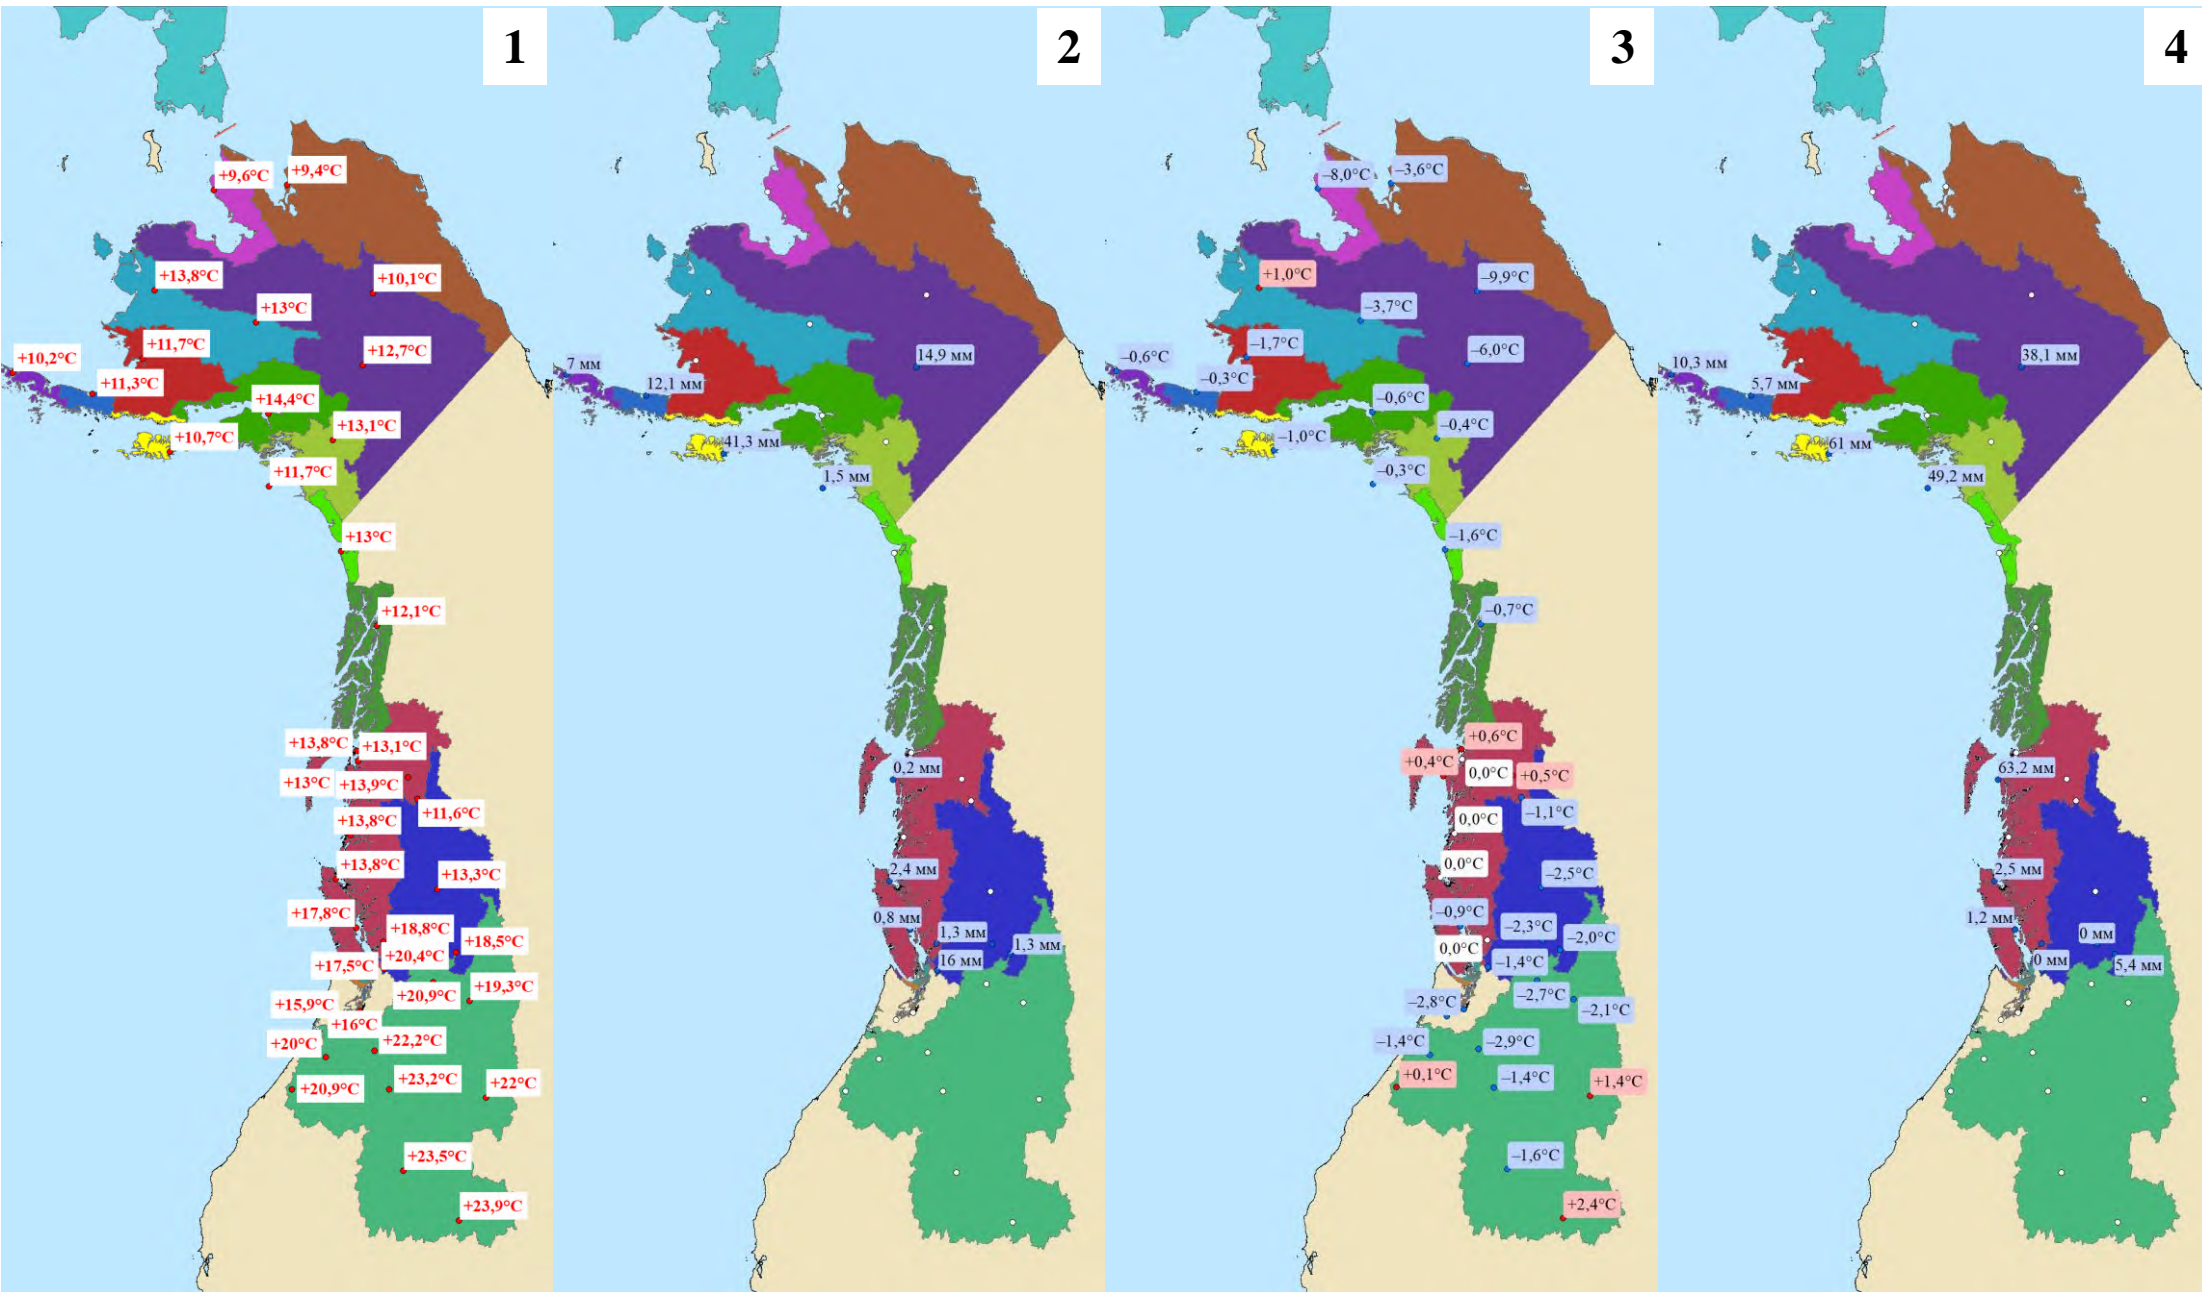 1
+9,6°C
+9,4°C
+13,8°C
+10,1°C
+13°C
+11,7°C
+12,7°C
+10,2°C
+11,3°C
+14,4°C
+13,1°C
+10,7°C
+11,7°C
+13°C
+12,1°C
+13,8°C
+13,1°C
+13°C
+13,9°C
+11,6°C
+13,8°C
+13,8°C
+13,3°C
+17,8°C
+18,8°C
+18,5°C
+20,4°C
+17,5°C
+19,3°C
+20,9°C
+15,9°C
+16°C
+20°C
+22,2°C
+23,2°C
+22°C
+20,9°C
+23,5°C
+23,9°C
2
14,9 мм
7 мм
12,1 мм
41,3 мм
1,5 мм
0,2 мм
2,4 мм
0,8 мм
1,3 мм
1,3 мм
16 мм
3
–8,0°C
–3,6°C
+1,0°C
–9,9°C
–3,7°C
–1,7°C
–6,0°C
–0,6°C
–0,3°C
–0,6°C
–0,4°C
–1,0°C
–0,3°C
–1,6°C
–0,7°C
+0,6°C
+0,4°C
0,0°C
+0,5°C
–1,1°C
0,0°C
0,0°C
–2,5°C
–0,9°C
–2,3°C
–2,0°C
0,0°C
–1,4°C
–2,7°C
–2,8°C
–2,1°C
–1,4°C
–2,9°C
+0,1°C
–1,4°C
+1,4°C
–1,6°C
+2,4°C
4
38,1 мм
10,3 мм
5,7 мм
61 мм
49,2 мм
63,2 мм
2,5 мм
1,2 мм
0 мм
0 мм
5,4 мм